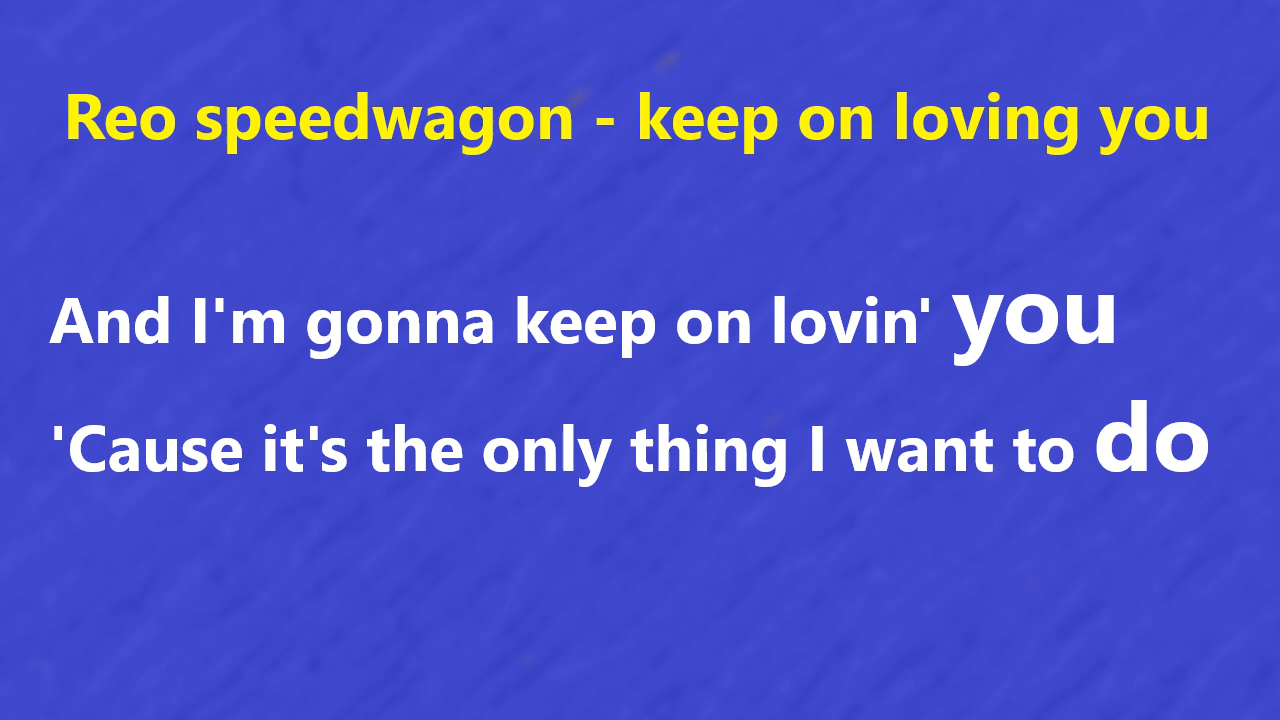 Reo speedwagon - keep on loving you
And I'm gonna keep on lovin' you
'Cause it's the only thing I want to do